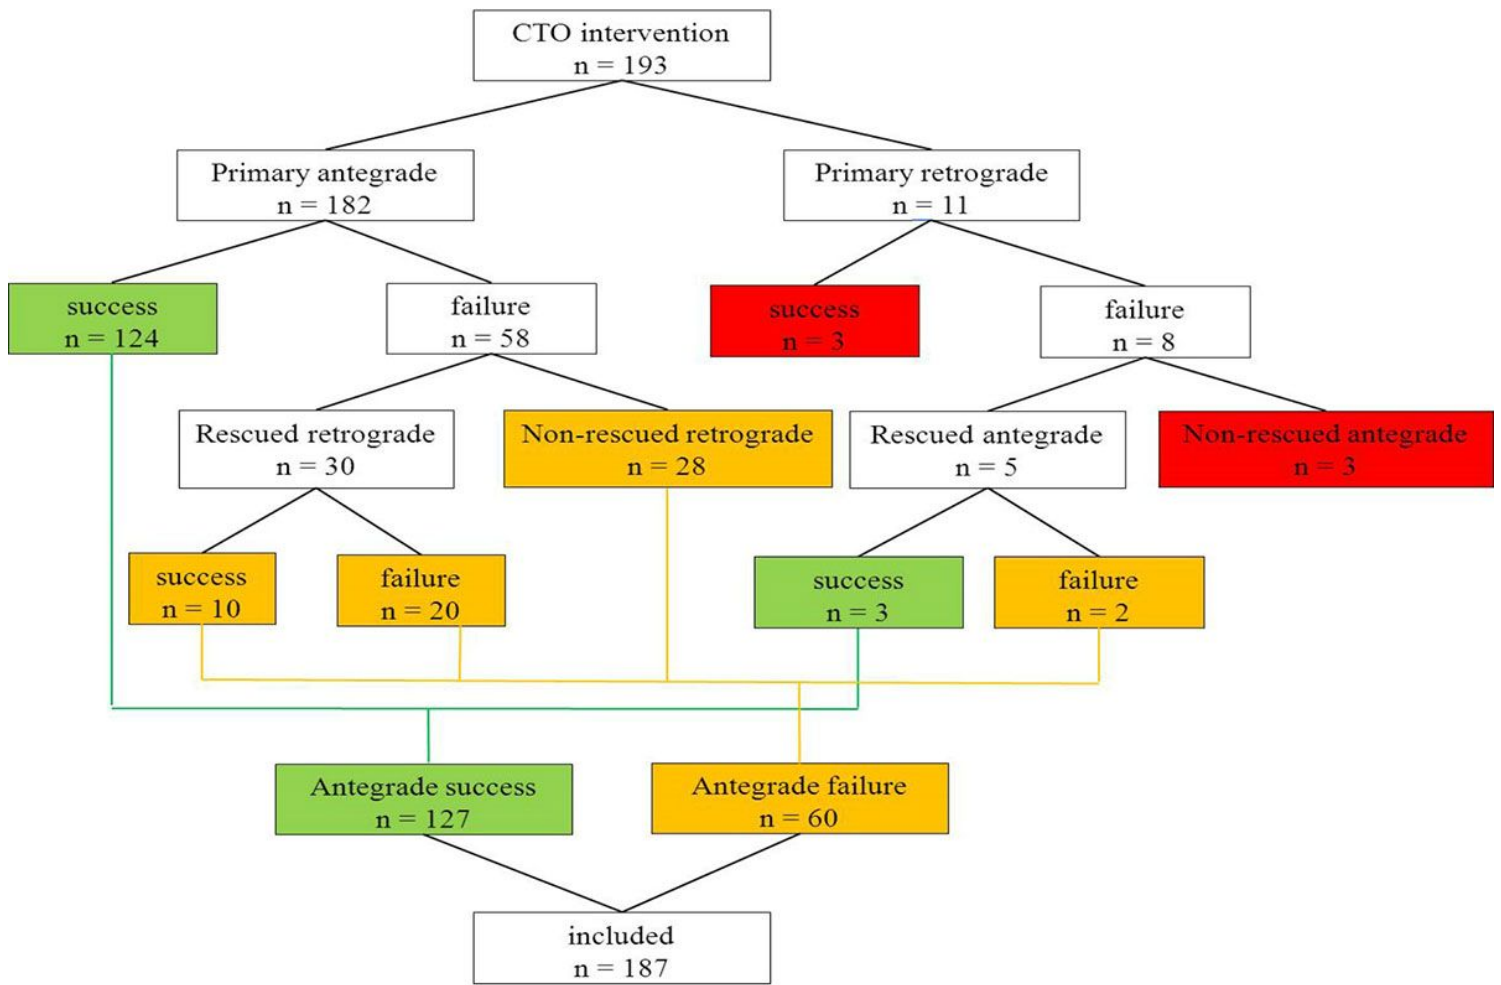 CTO intervention
n = 193
Primary antegrade
n = 182
Primary retrograde
n = 11
success
n = 124
failure
n = 58
success
n = 3
failure
n = 8
Rescued retrograde
n = 30
Non-rescued retrograde
n = 28
Rescued antegrade
n = 5
Non-rescued antegrade
n = 3
success
n = 10
failure
n = 20
success
n = 3
failure
n = 2
Antegrade success
n = 127
Antegrade failure
n = 60
included
n = 187